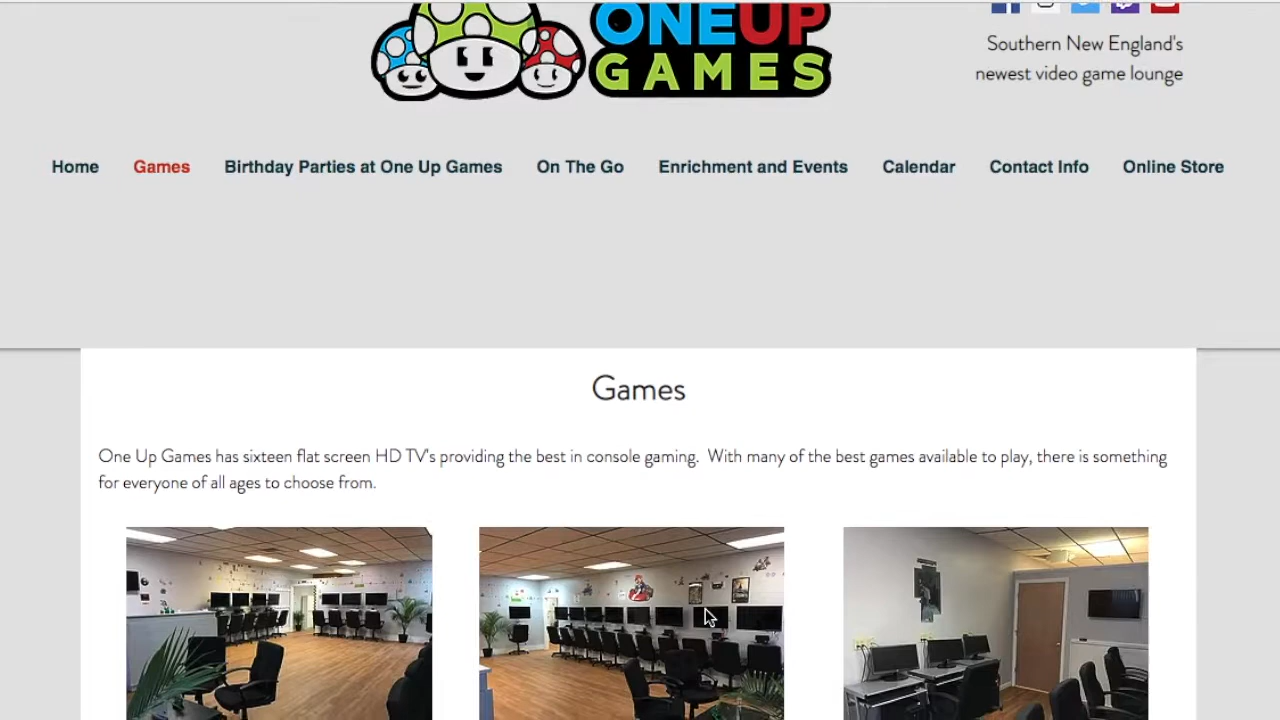 ONEUP
GAMES
Southern New England's
newest video game lounge
Home Games Birthday Parties at One Up Games On The Go Enrichment and Events Calendar Contact Info Online Store
Games
One Up Games has sixteen flat screen HD TV's providing the best in console gaming. With many of the best games available to play, there is something
for everyone of all ages to choose from.